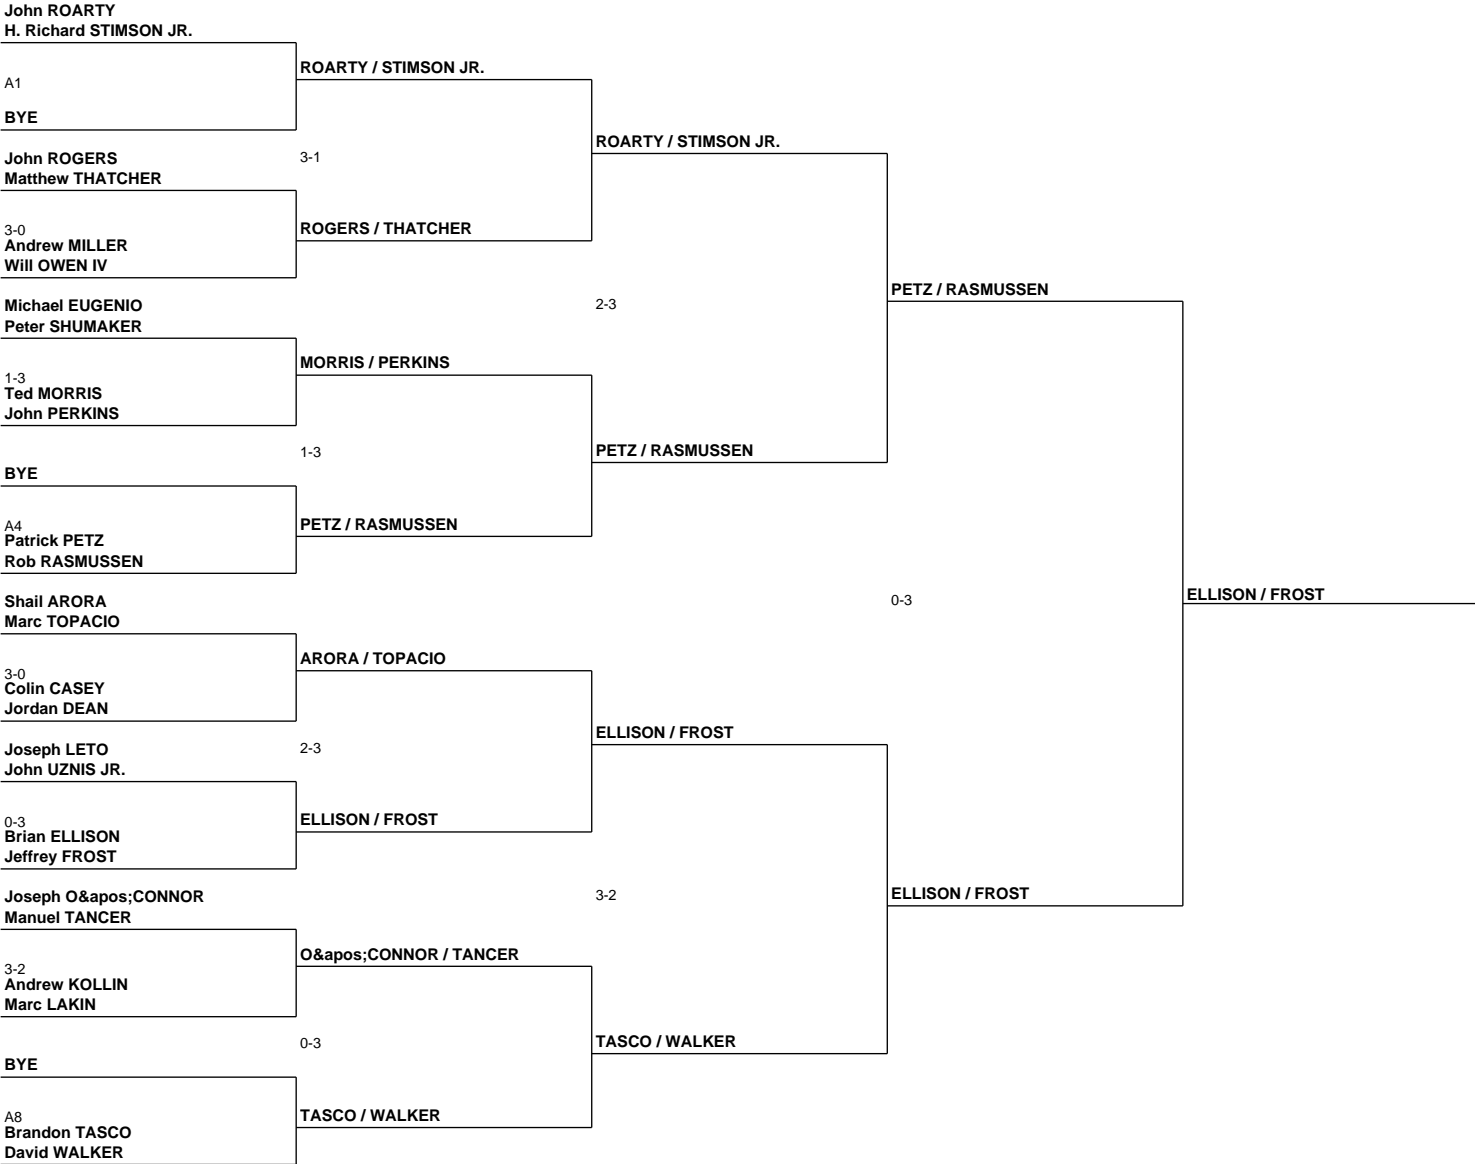 John ROARTY
H. Richard STIMSON JR.
A1
BYE
John ROGERS
Matthew THATCHER
3-0
Andrew MILLER
Will OWEN IV
Michael EUGENIO
Peter SHUMAKER
1-3
Ted MORRIS
John PERKINS
BYE
A4
Patrick PETZ
Rob RASMUSSEN
Shail ARORA
Marc TOPACIO
3-0
Colin CASEY
Jordan DEAN
Joseph LETO
John UZNIS JR.
0-3
Brian ELLISON
Jeffrey FROST
Joseph O&apos;CONNOR
Manuel TANCER
3-2
Andrew KOLLIN
Marc LAKIN
BYE
A8
Brandon TASCO
David WALKER
ROARTY / STIMSON JR.
3-1
ROGERS / THATCHER
MORRIS / PERKINS
1-3
PETZ / RASMUSSEN
ARORA / TOPACIO
2-3
ELLISON / FROST
O&apos;CONNOR / TANCER
0-3
TASCO / WALKER
ROARTY / STIMSON JR.
2-3
PETZ / RASMUSSEN
ELLISON / FROST
3-2
TASCO / WALKER
PETZ / RASMUSSEN
0-3
ELLISON / FROST
ELLISON / FROST